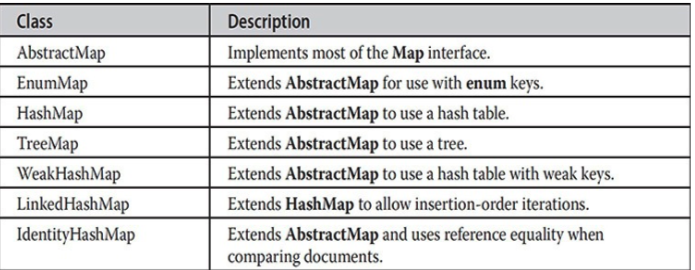 Class Description
AbstractMap Implements most of the Map interface.
EnumMap Extends AbstractMap for use with enum keys.
HashMap Extends AbstractMap to use a hash table.
TreeMap Extends AbstractMap to use a tree.
WeakHashMap Extends AbstractMap to use a hash table with weak keys.
LinkedHashMap Extends HashMap to allow insertion-order iterations.
IdentityHashMap Extends AbstractMap and uses reference equality when
comparing documents.